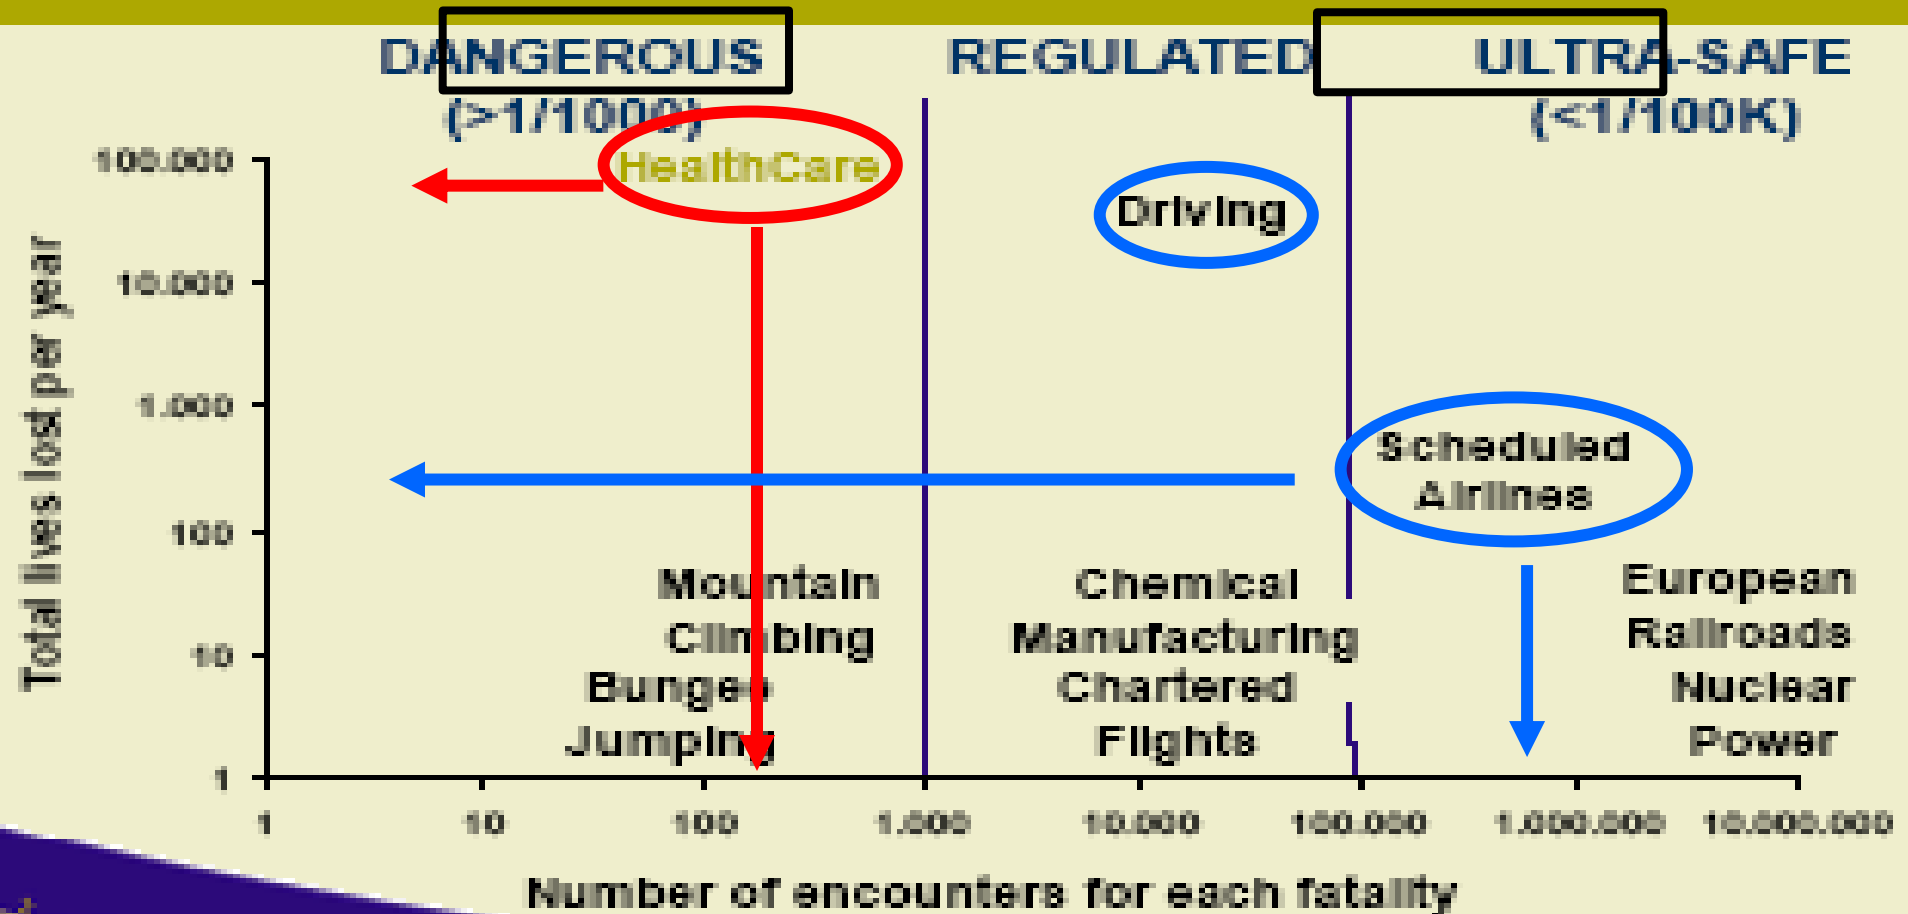 DANGEROUS
(>1/1000)
REGULATED
ULTRA-SAFE
(<1/100K)
HealthCare
Driving
Scheduled
Airlines
Mountain
Climbing
Bungee
Jumping
Chemical
Manufacturing
Chartered
Flights
European
Railroads
Nuclear
Power
Total lives lost per year
100.000
10.000
1.000
100
10
1
1 10 100 1.000 10.000 100.000 1.000.000 10.000.000
Number of encounters for each fatality